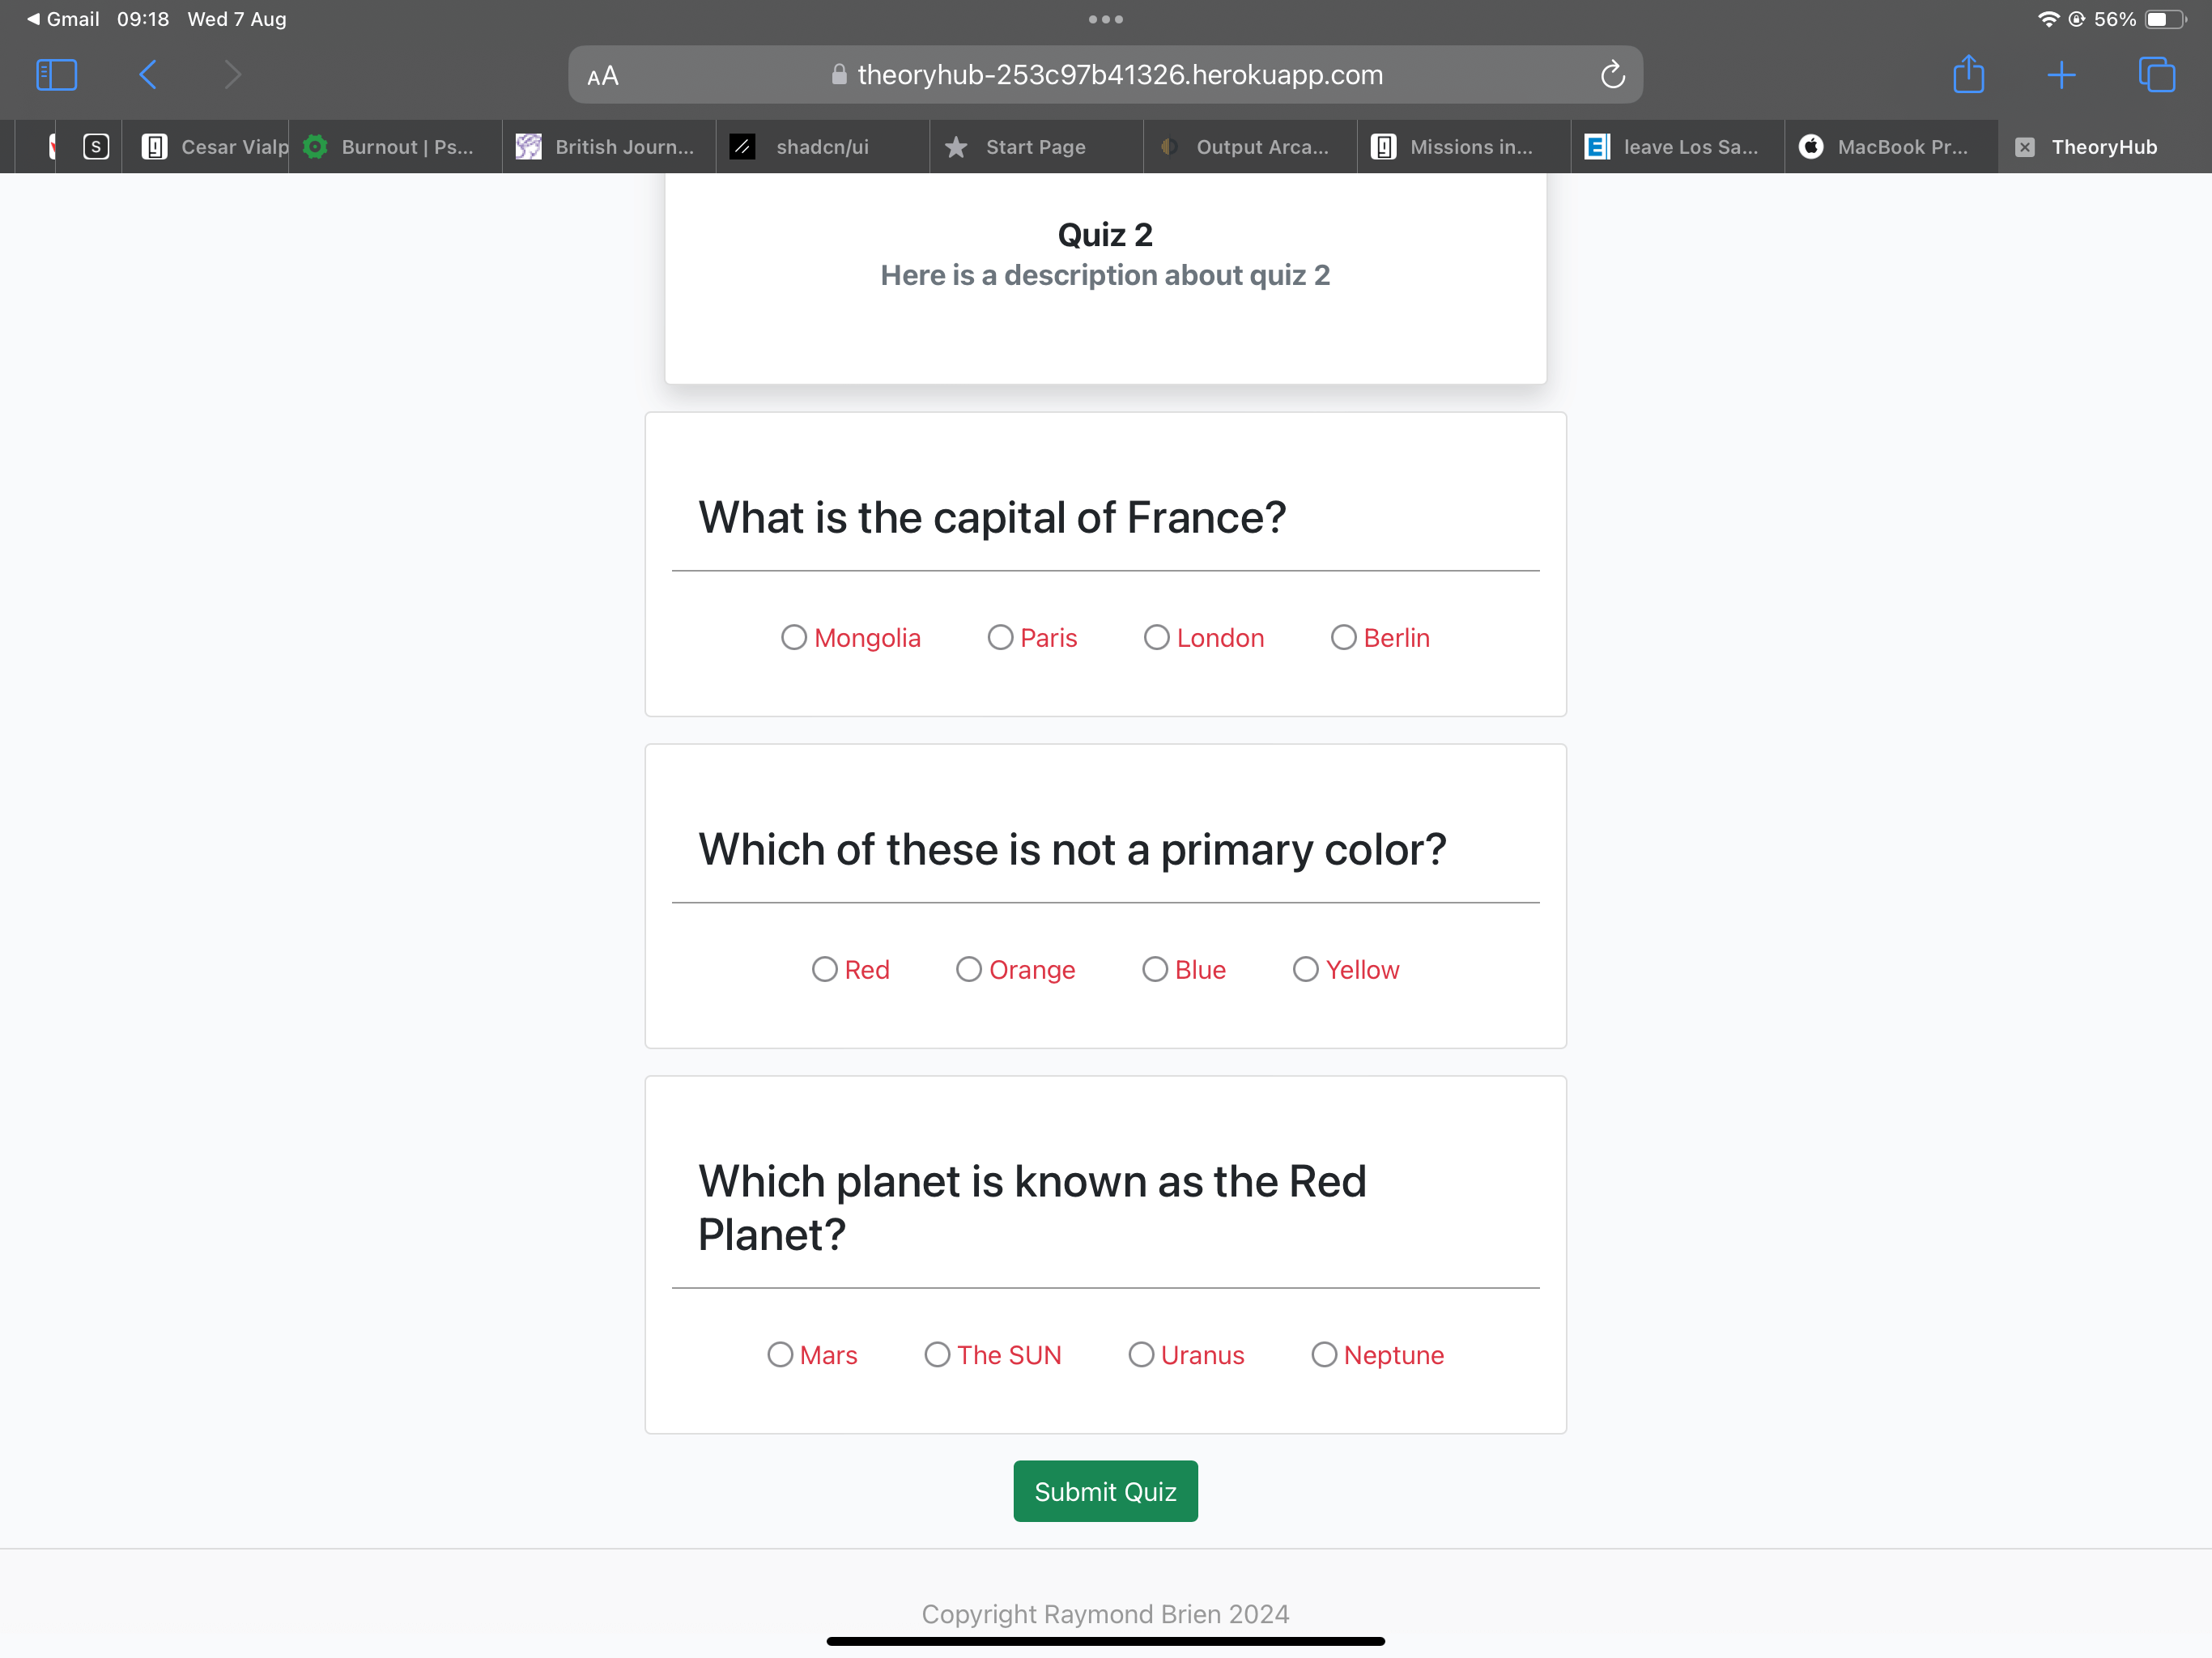 Gmail 09:18 Wed 7 Aug
56%
AA
theoryhub-253c97b41326.herokuapp.com
S
Cesar Vialp
Burnout | Ps...
British Journ...
shadcn/ui
Start Page
Output Arca...
Missions in...
leave Los Sa...
MacBook Pr...
TheoryHub
Quiz 2
Here is a description about quiz 2
What is the capital of France?
Mongolia Paris London Berlin
Which of these is not a primary color?
Red Orange Blue Yellow
Which planet is known as the Red
Planet?
Mars The SUN Uranus Neptune
Submit Quiz
Copyright Raymond Brien 2024